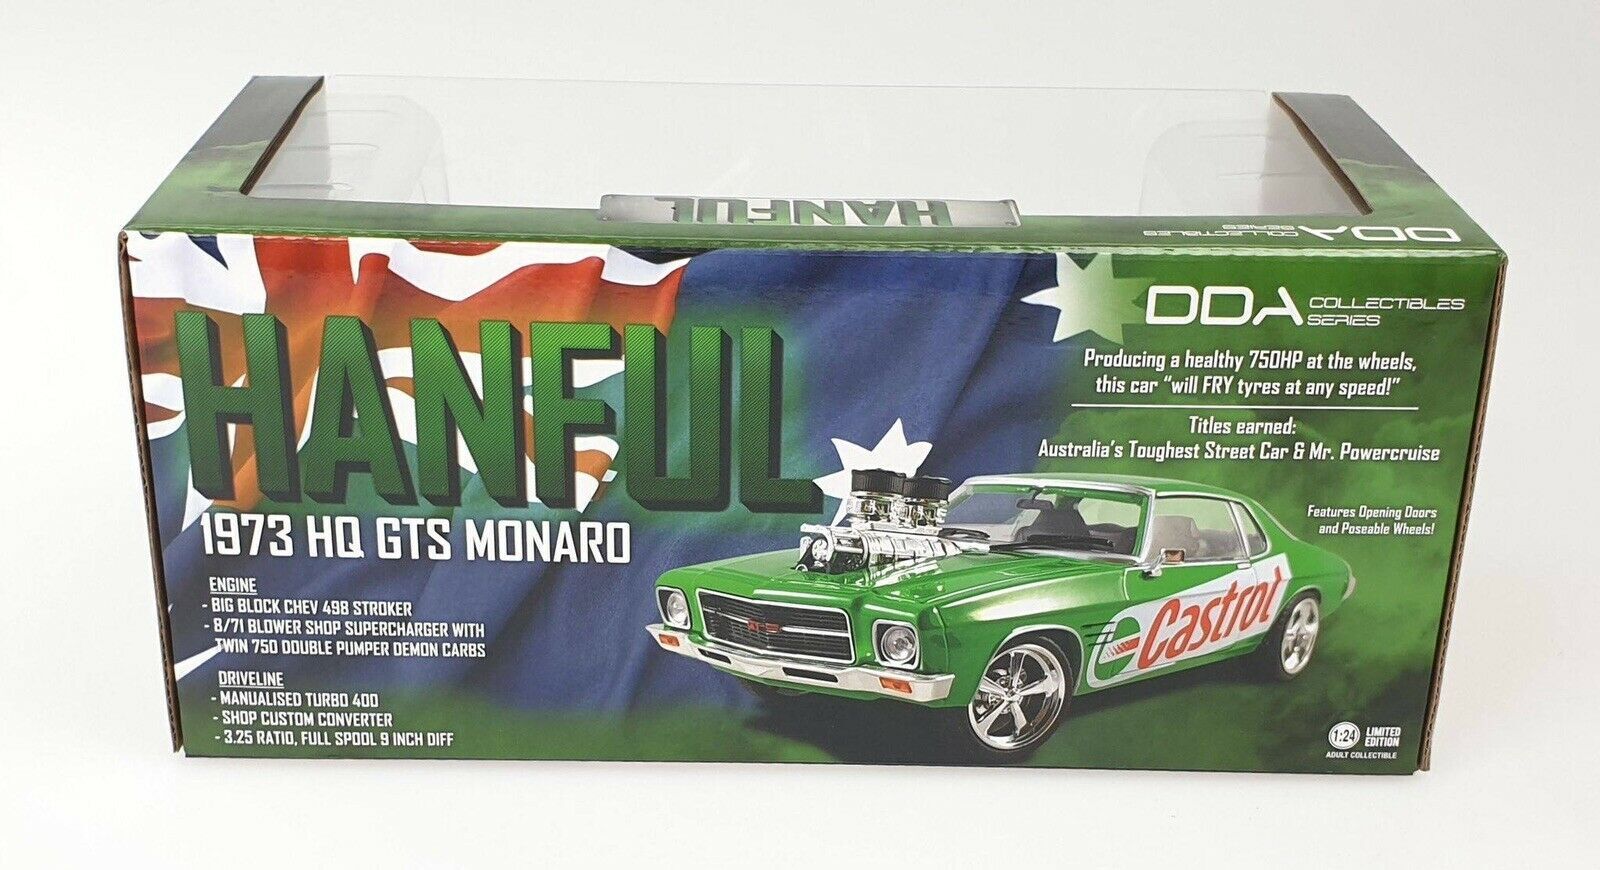 HANFUL
DDA COLLECTIBLES
SERIES
HANFUL
1973 HQ GTS MONARO
ENGINE
- BIG BLOCK CHEV 498 STROKER
- 8/71 BLOWER SHOP SUPERCHARGER WITH
TWIN 750 DOUBLE PUMPER DEMON CARBS
DRIVELINE
- MANUALISED TURBO 400
- SHOP CUSTOM CONVERTER
- 3.25 RATIO, FULL SPOOL 9 INCH DIFF
DDA COLLECTIBLES
SERIES
Producing a healthy 750HP at the wheels,
this car "will FRY tyres at any speed!"
Titles earned:
Australia's Toughest Street Car & Mr. Powercruise
Features Opening Doors
and Poseable Wheels!
Castrol
1:24 LIMITED
EDITION
ADULT COLLECTIBLE